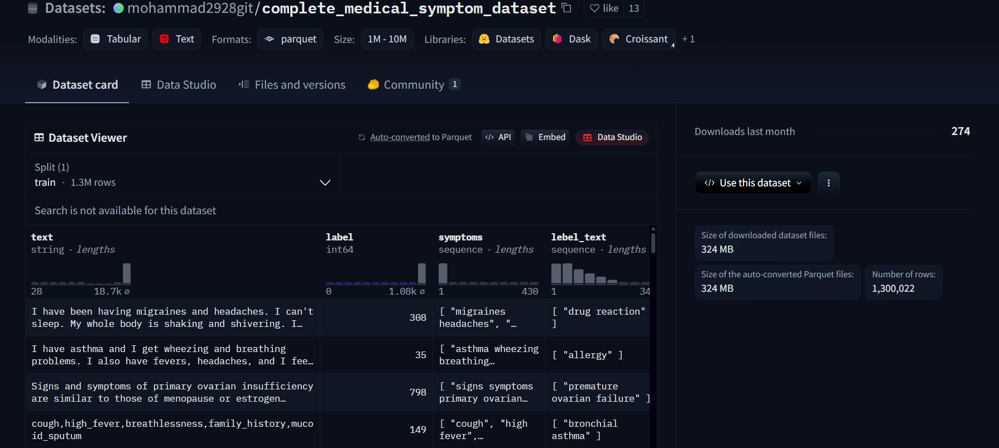 Datasets: mohammad2928git/complete_medical_symptom_dataset like 13
Modalities: Tabular Text Formats: parquet Size: 1M - 10M Libraries: Datasets Dask Croissant + 1
Dataset card Data Studio Files and versions Community 1
Dataset Viewer Auto-converted to Parquet </> API Embed Data Studio
Downloads last month 274
Split (1)
train · 1.3M rows
</> Use this dataset
Search is not available for this dataset
Size of downloaded dataset files:
324 MB
Size of the auto-converted Parquet files:
324 MB
Number of rows:
1,300,022
text label symptoms lebel_text
string · lengths int64 sequence · lengths sequence · lengths
28 18.7k ⌀ 0 1.08k ⌀ 1 430 1 34
I have been having migraines and headaches. I can't
sleep. My whole body is shaking and shivering. I…
308
[ "migraines
headaches", "…
[ "drug reaction"
]
I have asthma and I get wheezing and breathing
problems. I also have fevers, headaches, and I fee…
35
[ "asthma wheezing
breathing…
[ "allergy" ]
Signs and symptoms of primary ovarian insufficiency
are similar to those of menopause or estrogen…
798
[ "signs symptoms
primary ovarian…
[ "premature
ovarian failure" ]
cough,high_fever,breathlessness,family_history,muco
id_sputum
149
[ "cough", "high
fever",…
[ "bronchial
asthma" ]